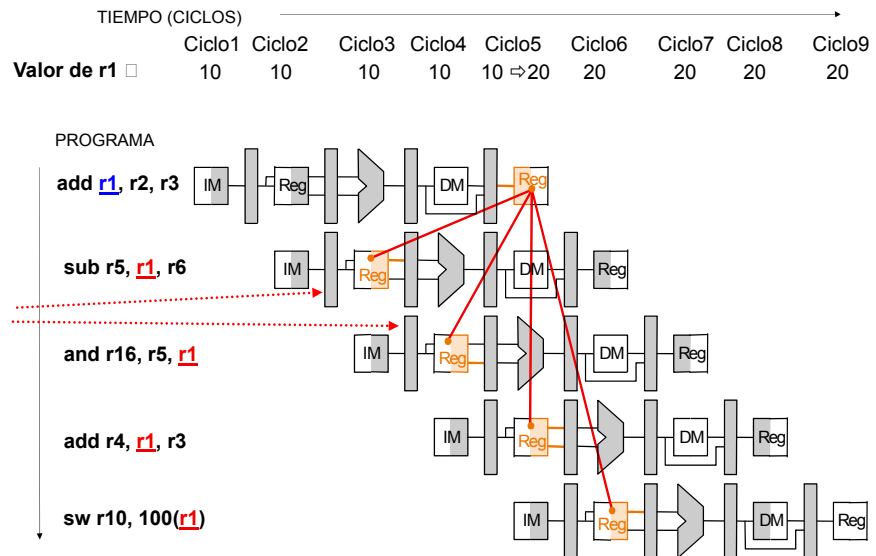 TIEMPO (CICLOS)
Ciclo1 Ciclo2 Ciclo3 Ciclo4 Ciclo5 Ciclo6 Ciclo7 Ciclo8 Ciclo9
Valor de r1 □ 10 10 10 10 10 ⇨20 20 20 20 20
PROGRAMA
add r1, r2, r3 IM Reg DM Reg
sub r5, r1, r6 IM Reg DM Reg
and r16, r5, r1 IM Reg DM Reg
add r4, r1, r3 IM Reg DM Reg
sw r10, 100(r1) IM Reg DM Reg